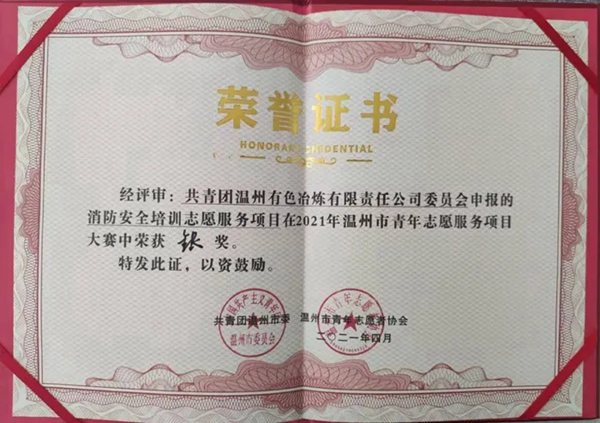 荣誉证书
HONORARY CREDENTIAL
经评审：共青团温州有色冶炼有限责任公司委员会申报的
消防安全培训志愿服务项目在2021年温州市青年志愿服务项目
大赛中荣获 银 奖。
特发此证，以资鼓励。
共青团温州市委 温州市青年志愿者协会
二〇二一年四月
温州市委员会